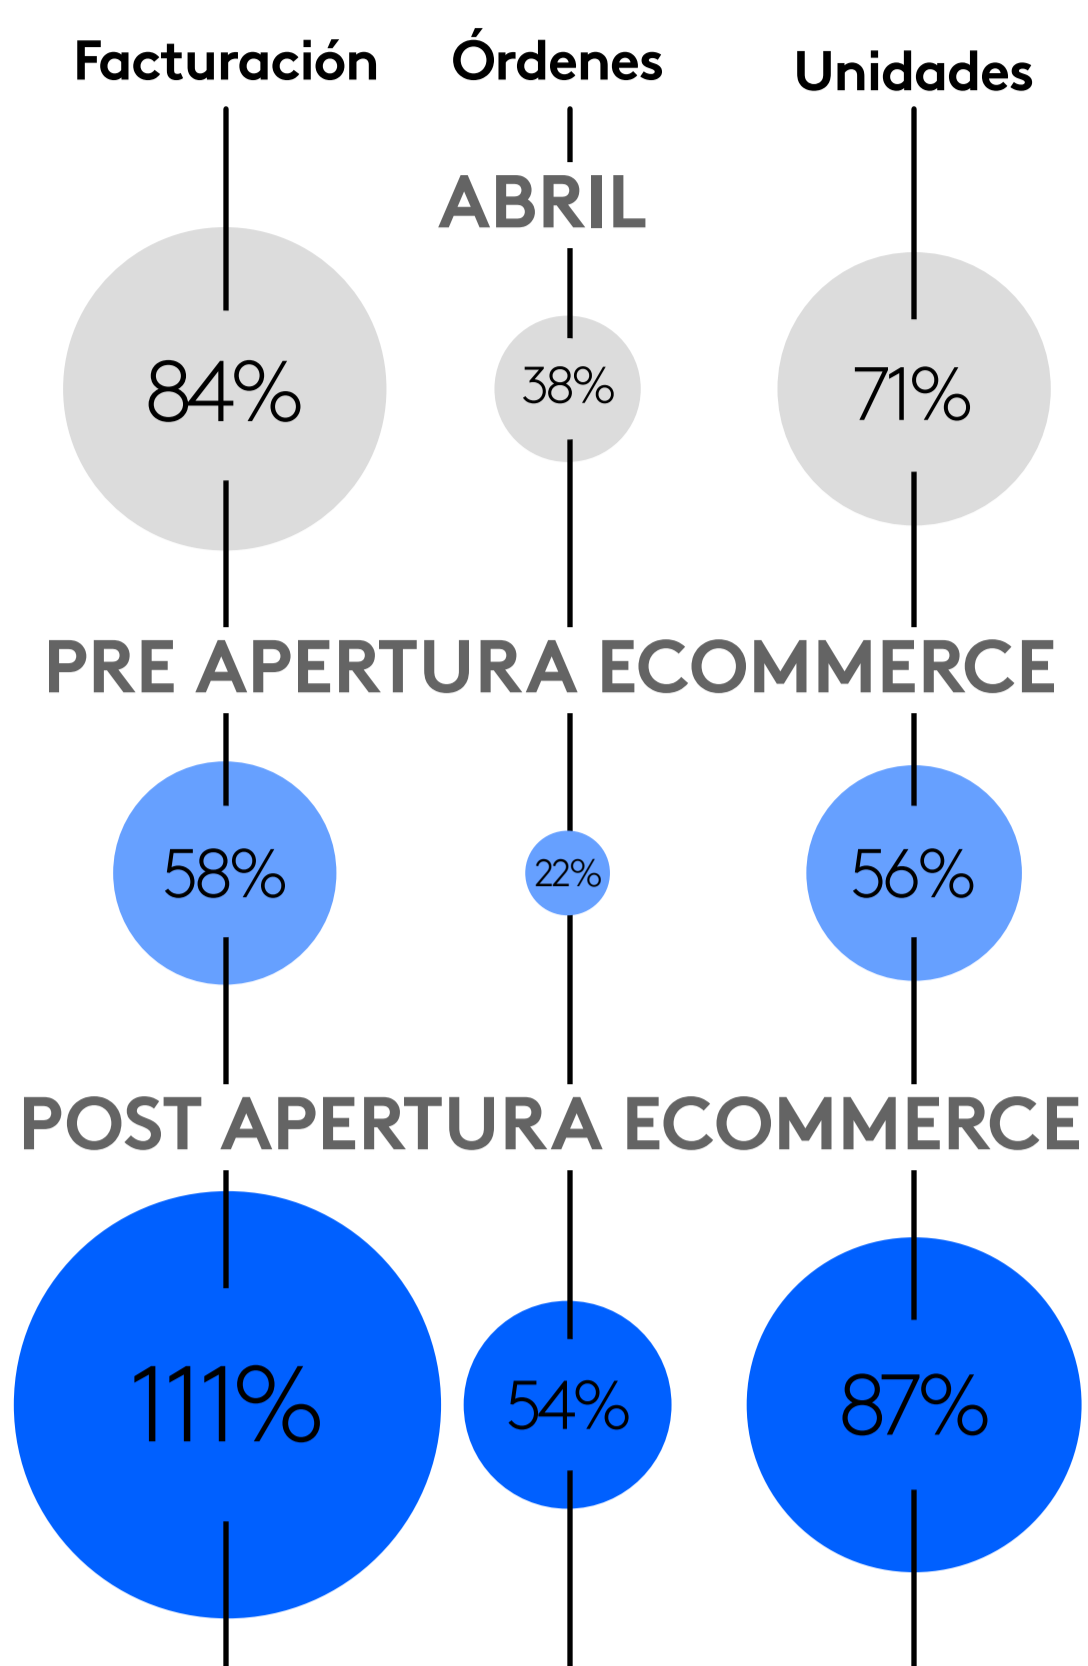 Facturación Órdenes Unidades
ABRIL
84% 38% 71%
PRE APERTURA ECOMMERCE
58% 22% 56%
POST APERTURA ECOMMERCE
111% 54% 87%